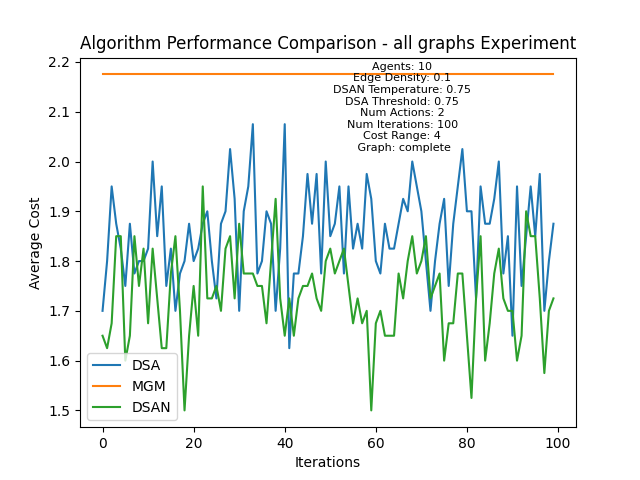 Algorithm Performance Comparison - all graphs Experiment
2.2
2.1
2.0
1.9
1.8
1.7
1.6
1.5
Average Cost
Agents: 10
Edge Density: 0.1
DSAN Temperature: 0.75
DSA Threshold: 0.75
Num Actions: 2
Num Iterations: 100
Cost Range: 4
Graph: complete
DSA
MGM
DSAN
0 20 40 60 80 100
Iterations